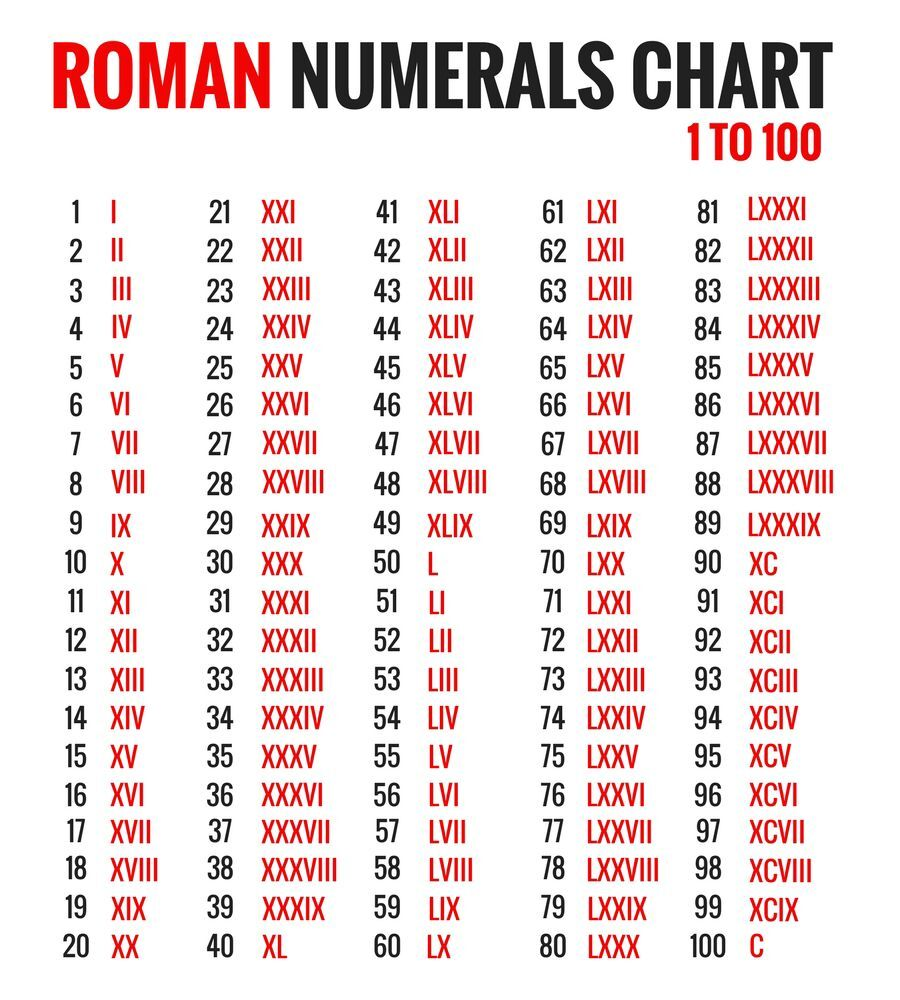 ROMAN NUMERALS CHART
1 TO 100
1 I 21 XXI 41 XLI 61 LXI 81 LXXXI
2 II 22 XXII 42 XLII 62 LXII 82 LXXXII
3 III 23 XXIII 43 XLIII 63 LXIII 83 LXXXIII
4 IV 24 XXIV 44 XLIV 64 LXIV 84 LXXXIV
5 V 25 XXV 45 XLV 65 LXV 85 LXXXV
6 VI 26 XXVI 46 XLVI 66 LXVI 86 LXXXVI
7 VII 27 XXVII 47 XLVII 67 LXVII 87 LXXXVII
8 VIII 28 XXVIII 48 XLVIII 68 LXVIII 88 LXXXVIII
9 IX 29 XXIX 49 XLIX 69 LXIX 89 LXXXIX
10 X 30 XXX 50 L 70 LXX 90 XC
11 XI 31 XXXI 51 LI 71 LXXI 91 XCI
12 XII 32 XXXII 52 LII 72 LXXII 92 XCII
13 XIII 33 XXXIII 53 LIII 73 LXXIII 93 XCIII
14 XIV 34 XXXIV 54 LIV 74 LXXIV 94 XCIV
15 XV 35 XXXV 55 LV 75 LXXV 95 XCV
16 XVI 36 XXXVI 56 LVI 76 LXXVI 96 XCVI
17 XVII 37 XXXVII 57 LVII 77 LXXVII 97 XCVII
18 XVIII 38 XXXVIII 58 LVIII 78 LXXVIII 98 XCVIII
19 XIX 39 XXXIX 59 LIX 79 LXXIX 99 XCIX
20 XX 40 XL 60 LX 80 LXXX 100 C